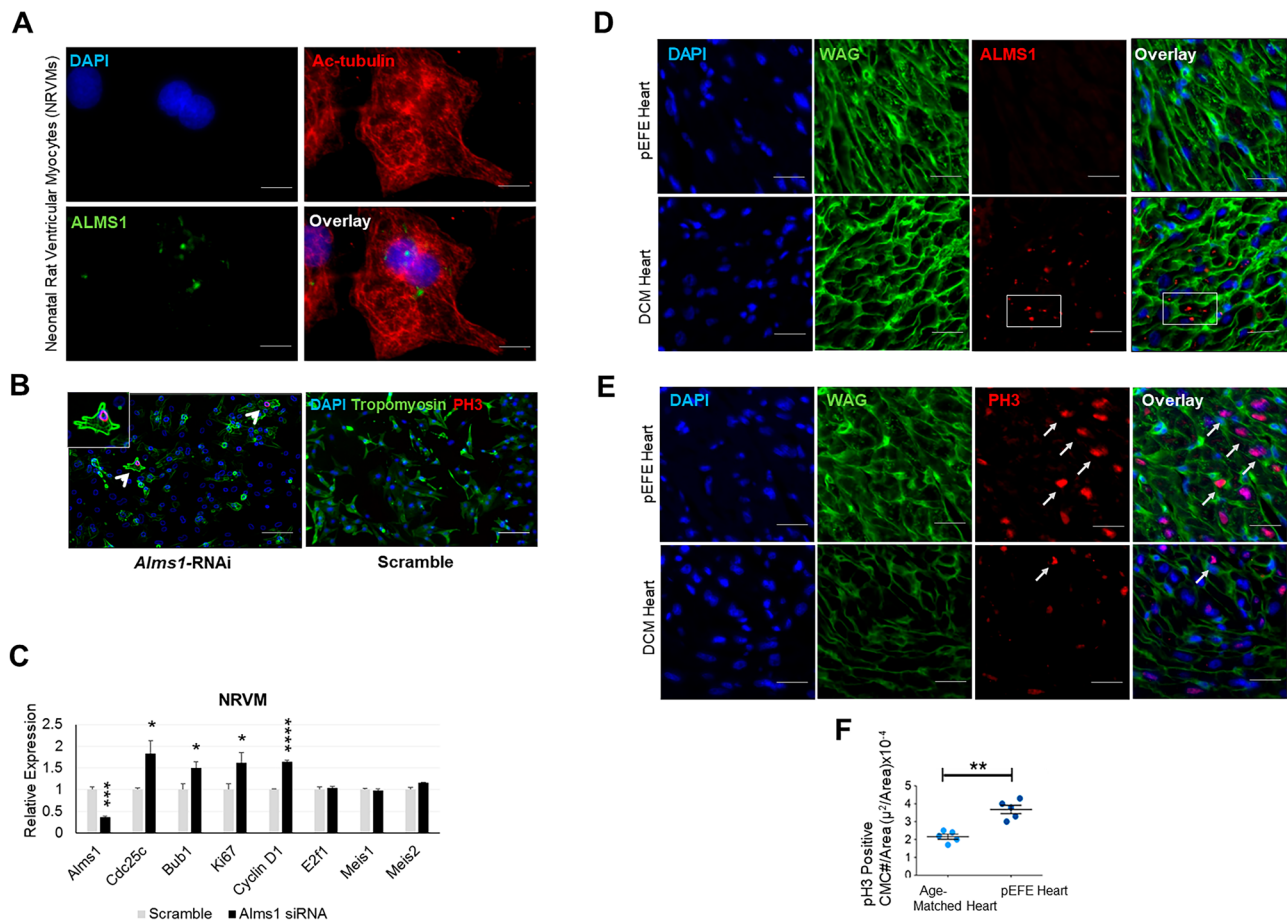 A
Neonatal Rat Ventricular Myocytes (NRVMs)
DAPI
Ac-tubulin
ALMS1
Overlay
B
DAPI Tropomyosin PH3
Alms1-RNAi
Scramble
C
NRVM
Relative Expression
2.5
2
1.5
1
0.5
0
***
*
*
*
****
Alms1
Cdc25c
Bub1
Ki67
Cyclin D1
E2f1
Meis1
Meis2
Scramble
Alms1 siRNA
D
pEFE Heart
DAPI
WAG
ALMS1
Overlay
DCM Heart
E
pEFE Heart
DAPI
WAG
PH3
Overlay
DCM Heart
F
**
pH3 Positive
CMC#/Area (μ²/Area)x10⁻⁴
5
4
3
2
1
0
Age-
Matched Heart
pEFE Heart